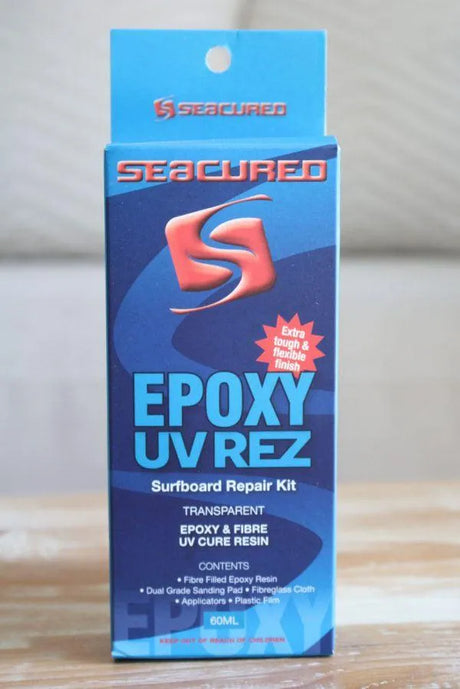 SEACURED
SEACURED
Extra
tough &
flexible
finish
EPOXY
UV REZ
Surfboard Repair Kit
TRANSPARENT
EPOXY & FIBRE
UV CURE RESIN
CONTENTS
• Fibre Filled Epoxy Resin
• Dual Grade Sanding Pad • Fibreglass Cloth
• Applicators • Plastic Film
EPOXY
60ML
KEEP OUT OF REACH OF CHILDREN